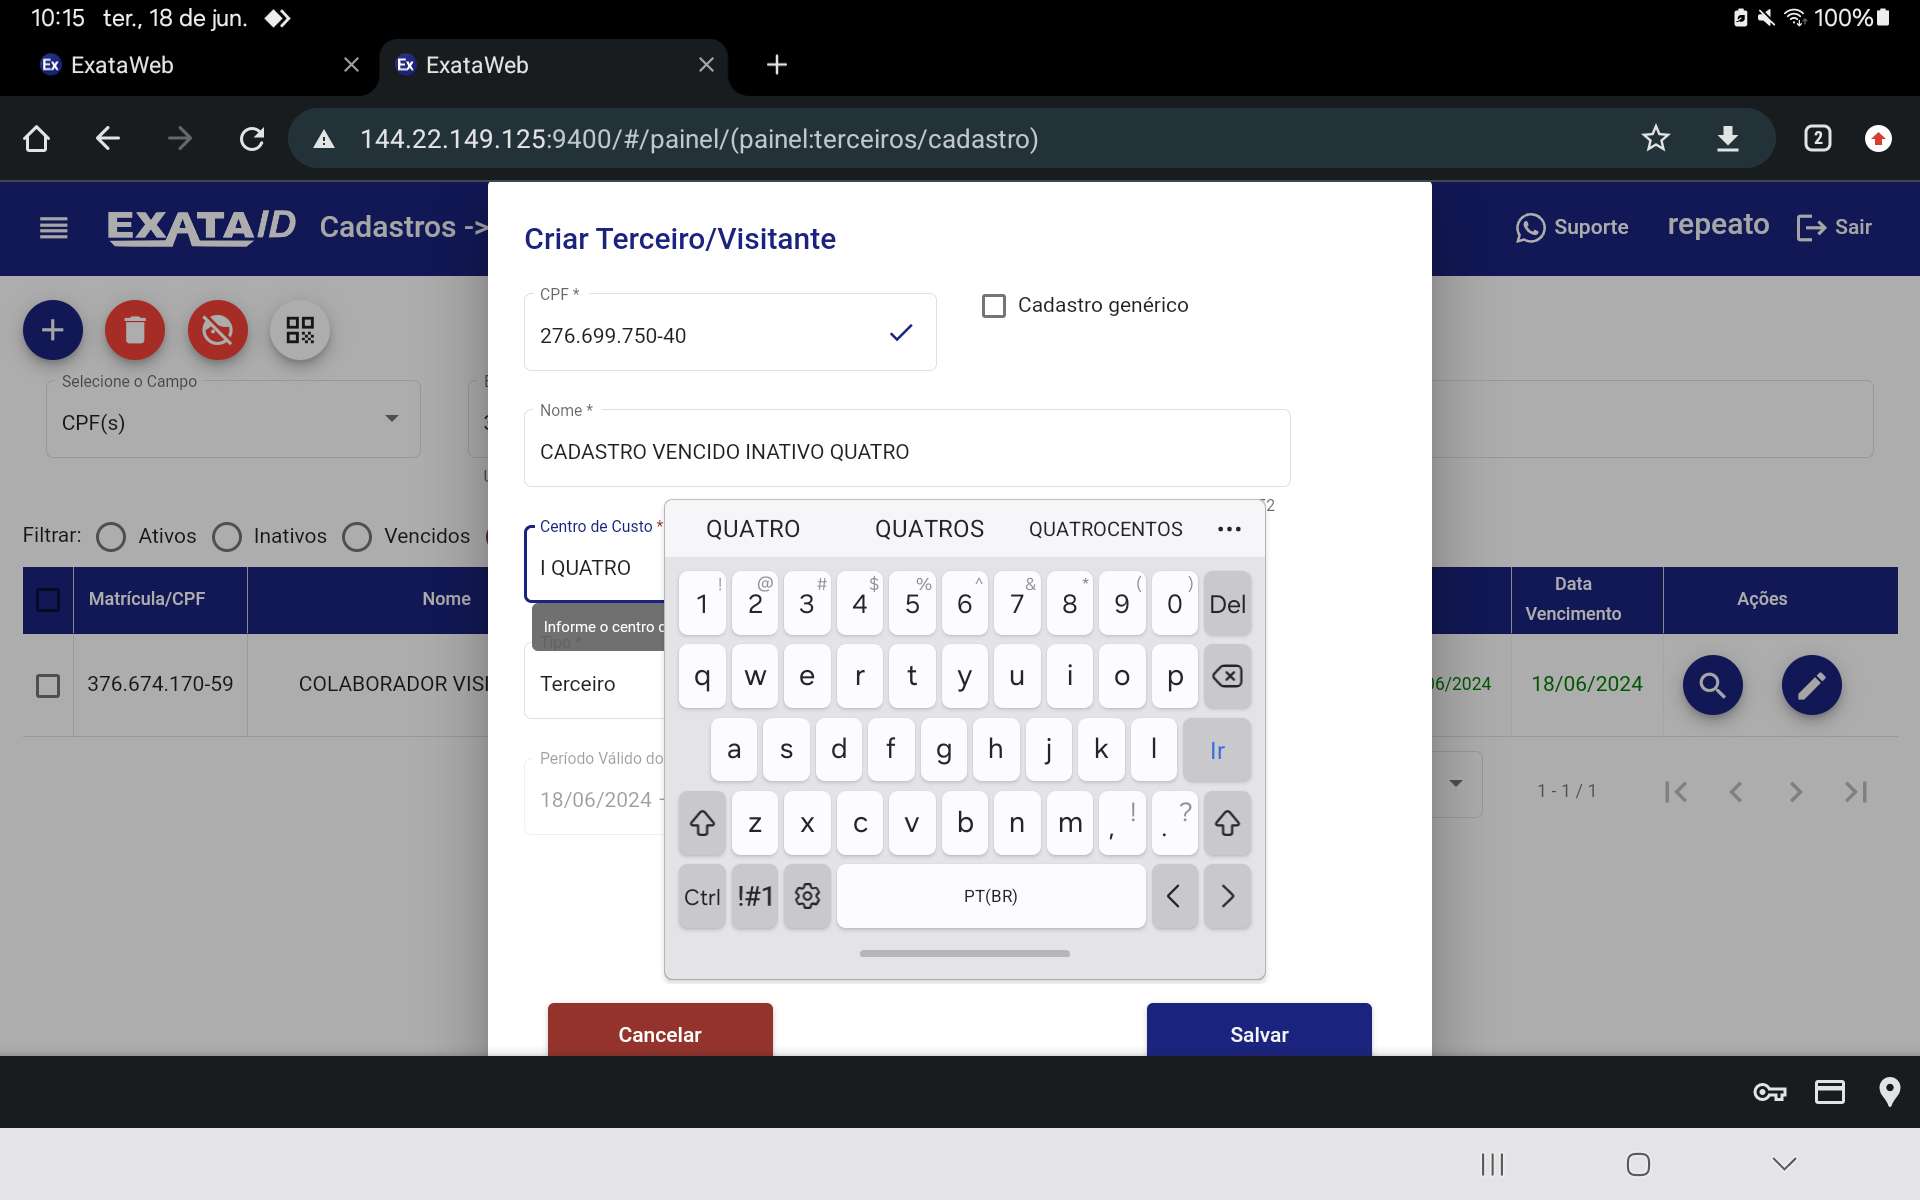 10:15 ter., 18 de jun. 100%
Ex ExataWeb
Ex ExataWeb
144.22.149.125:9400/#/painel/(painel:terceiros/cadastro)
2
EXATAID Cadastros ->
Suporte repeato Sair
Criar Terceiro/Visitante
CPF *
276.699.750-40
Cadastro genérico
Selecione o Campo
CPF(s)
Nome *
CADASTRO VENCIDO INATIVO QUATRO
Filtrar: Ativos Inativos Vencidos
Centro de Custo *
I QUATRO
Informe o centro
Tipo *
Terceiro
Período Válido do
18/06/2024 -
QUATRO QUATROS QUATROCENTOS
! @ # $ % ^ & * ( )
1 2 3 4 5 6 7 8 9 0 Del
q w e r t y u i o p
a s d f g h j k l Ir
z x c v b n m , ! . ?
Ctrl !#1 PT(BR) < >
Matrícula/CPF Nome Data Vencimento Ações
376.674.170-59 COLABORADOR VISI 06/2024 18/06/2024
1 - 1 / 1
Cancelar Salvar